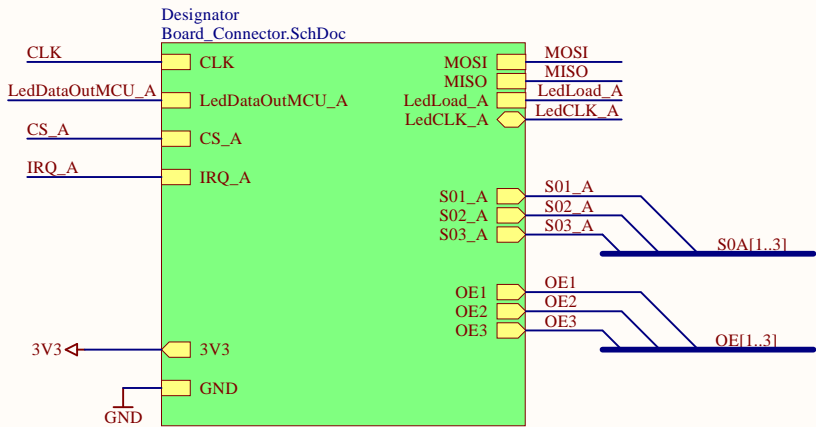 Designator
Board_Connector.SchDoc
CLK
CLK
MOSI
MOSI
MISO
MISO
LedDataOutMCU_A
LedDataOutMCU_A
LedLoad_A
LedLoad_A
LedCLK_A
LedCLK_A
CS_A
CS_A
IRQ_A
IRQ_A
S01_A
S01_A
S02_A
S02_A
S03_A
S03_A
S0A[1..3]
OE1
OE1
OE2
OE2
OE3
OE3
OE[1..3]
3V3
3V3
GND
GND